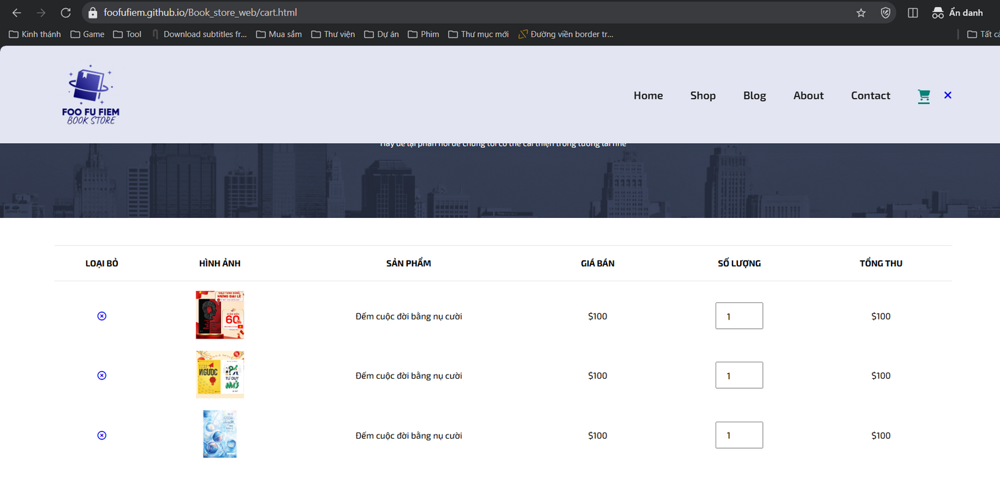 foofufiem.github.io/Book_store_web/cart.html
Ẩn danh
Kinh thánh Game Tool Download subtitles fr... Mua sắm Thư viện Dự án Phim Thư mục mới Đường viền border tr... Tất cả
FOO FU FIEM
BOOK STORE
Home Shop Blog About Contact
Hãy để lại phản hồi để chúng tôi có thể cải thiện trong tương lai nhé
LOẠI BỎ HÌNH ẢNH SẢN PHẨM GIÁ BÁN SỐ LƯỢNG TỔNG THU
60%
Đếm cuộc đời bằng nụ cười $100 1 $100
NGƯỢC
TƯ DUY
MỞ
Đếm cuộc đời bằng nụ cười $100 1 $100
Đếm cuộc đời bằng nụ cười $100 1 $100